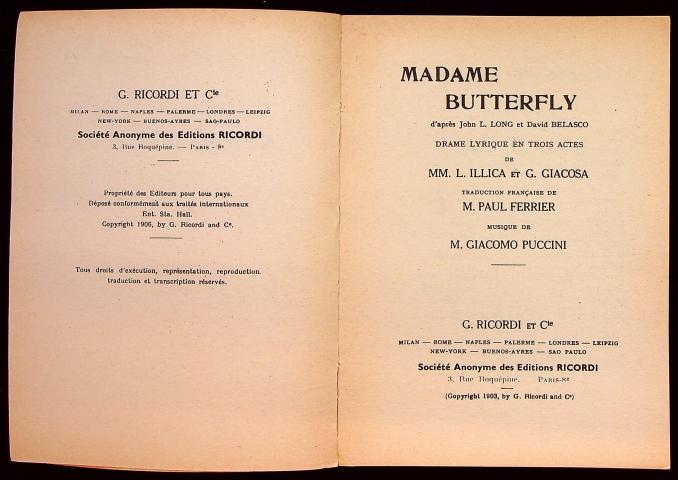 G. RICORDI ET Cie
MILAN — ROME — NAPLES — PALERME — LONDRES — LEIPZIG
NEW-YORK — BUENOS-AYRES — SAO-PAULO
Société Anonyme des Editions RICORDI
3, Rue Roquépine. — PARIS - 8e
Propriété des Editeurs pour tous pays.
Déposé conformément aux traités internationaux
Ent. Sta. Hall.
Copyright 1906, by G. Ricordi and Co.
Tous droits d'exécution, représentation, reproduction
traduction et transcription réservés.
MADAME
BUTTERFLY
d'après John L. LONG et David BELASCO
DRAME LYRIQUE EN TROIS ACTES
DE
MM. L. ILLICA ET G. GIACOSA
TRADUCTION FRANÇAISE DE
M. PAUL FERRIER
MUSIQUE DE
M. GIACOMO PUCCINI
G. RICORDI ET Cie
MILAN — ROME — NAPLES — PALERME — LONDRES — LEIPZIG
NEW-YORK — BUENOS-AYRES — SAO PAULO
Société Anonyme des Editions RICORDI
3, Rue Roquépine. PARIS-8e
(Copyright 1903, by G. Ricordi and Co)